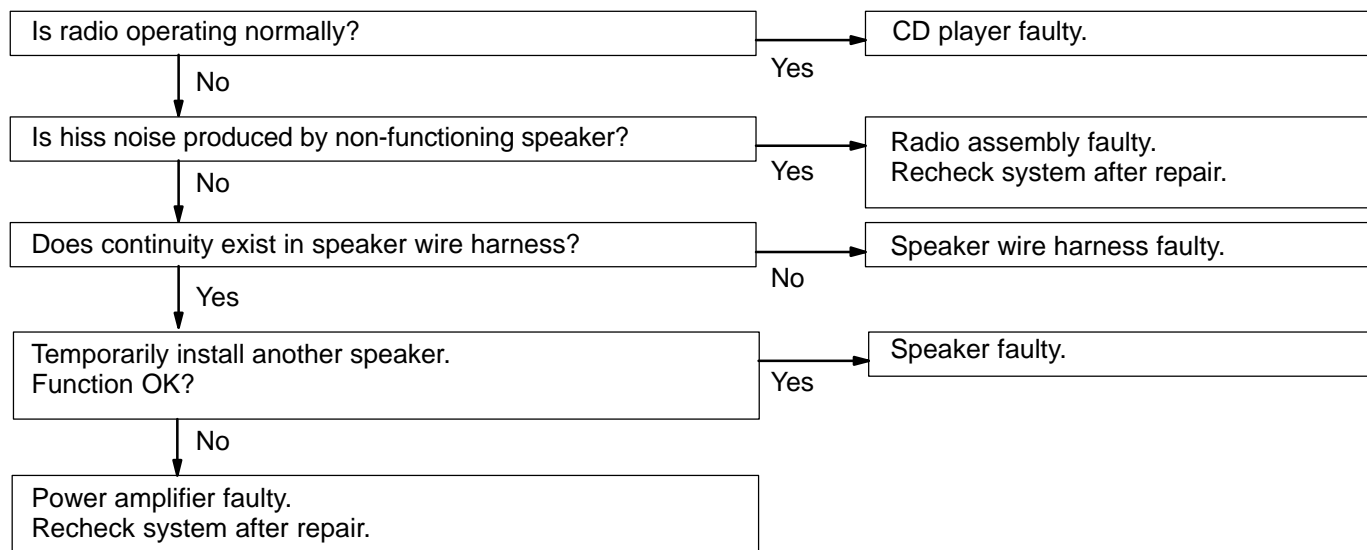 Is radio operating normally?
CD player faulty.
Yes
No
Is hiss noise produced by non-functioning speaker?
Radio assembly faulty.
Recheck system after repair.
Yes
No
Does continuity exist in speaker wire harness?
Speaker wire harness faulty.
No
Yes
Temporarily install another speaker.
Function OK?
Speaker faulty.
Yes
No
Power amplifier faulty.
Recheck system after repair.